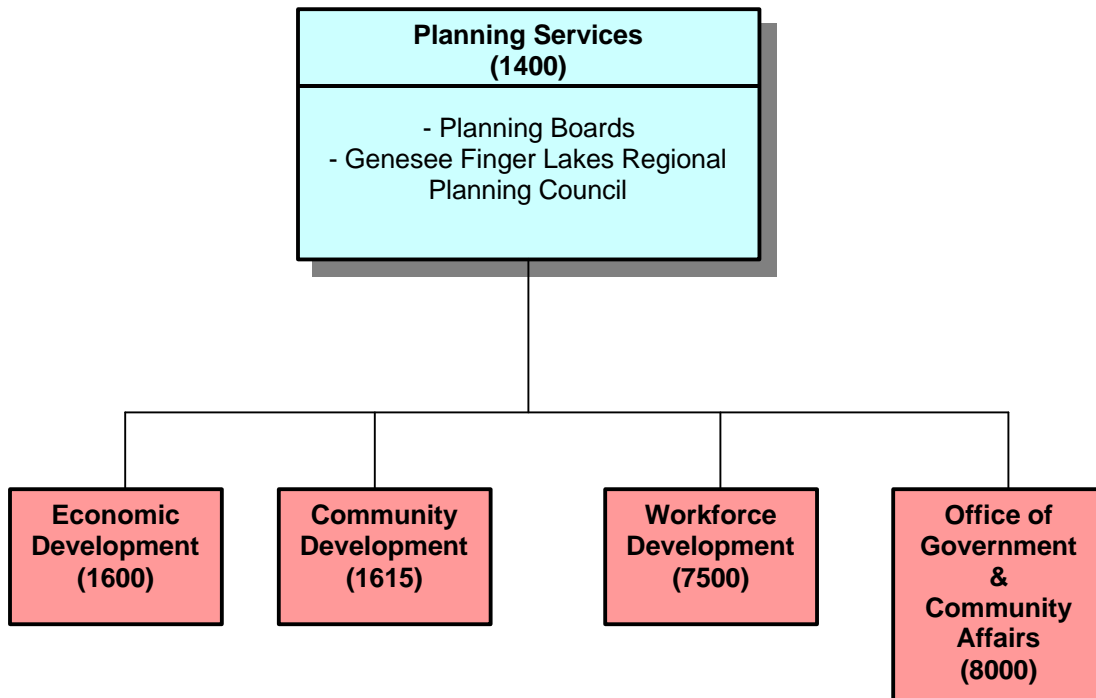 Planning Services
(1400)
- Planning Boards
- Genesee Finger Lakes Regional
Planning Council
Economic
Development
(1600)
Community
Development
(1615)
Workforce
Development
(7500)
Office of
Government
&
Community
Affairs
(8000)